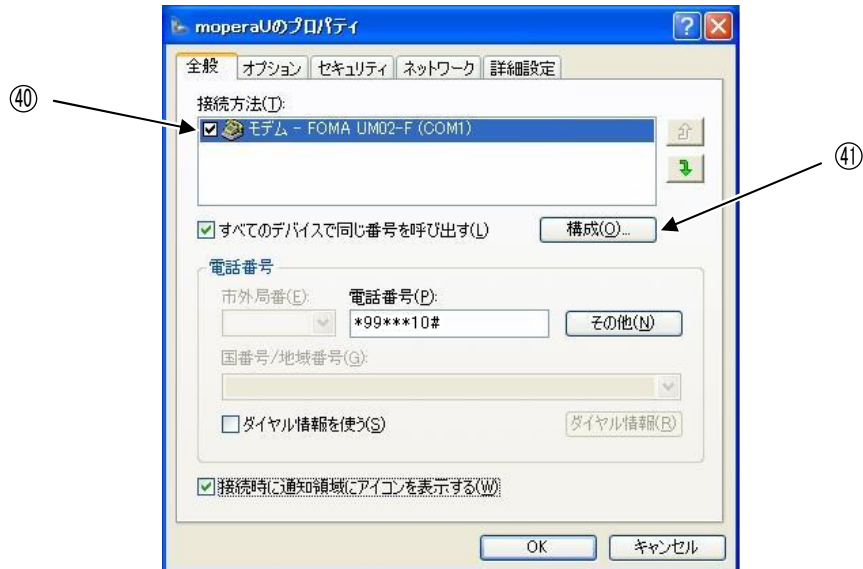 moperaUのプロパティ
全般 オプション セキュリティ ネットワーク 詳細設定
㊵
接続方法(T):
モデム - FOMA UM02-F (COM1)
㊶
すべてのデバイスで同じ番号を呼び出す(L) 構成(O)...
電話番号
市外局番(E): 電話番号(P):
*99***10# その他(N)
国番号/地域番号(G):
ダイヤル情報を使う(S) ダイヤル情報(R)
接続時に通知領域にアイコンを表示する(W)
OK キャンセル